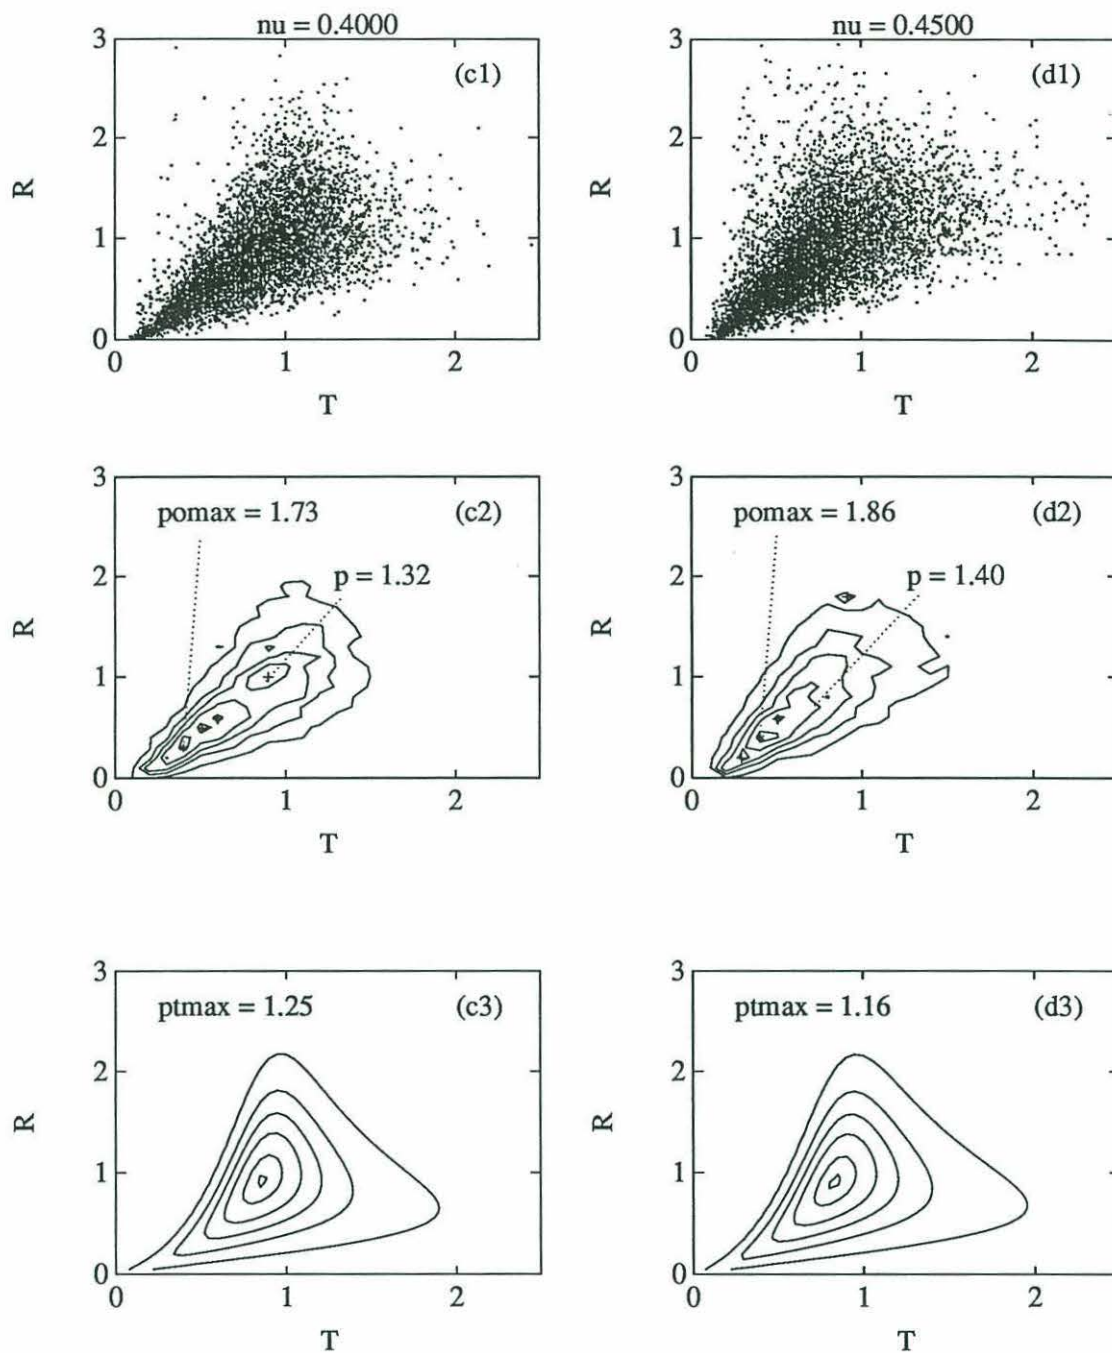 nu = 0.4000
3
(c1)
2
R
1
0
0
1
2
T
nu = 0.4500
3
(d1)
2
R
1
0
0
1
2
T
3
pomax = 1.73
(c2)
p = 1.32
2
R
1
0
0
1
2
T
3
pomax = 1.86
(d2)
p = 1.40
2
R
1
0
0
1
2
T
3
ptmax = 1.25
(c3)
2
R
1
0
0
1
2
T
3
ptmax = 1.16
(d3)
2
R
1
0
0
1
2
T